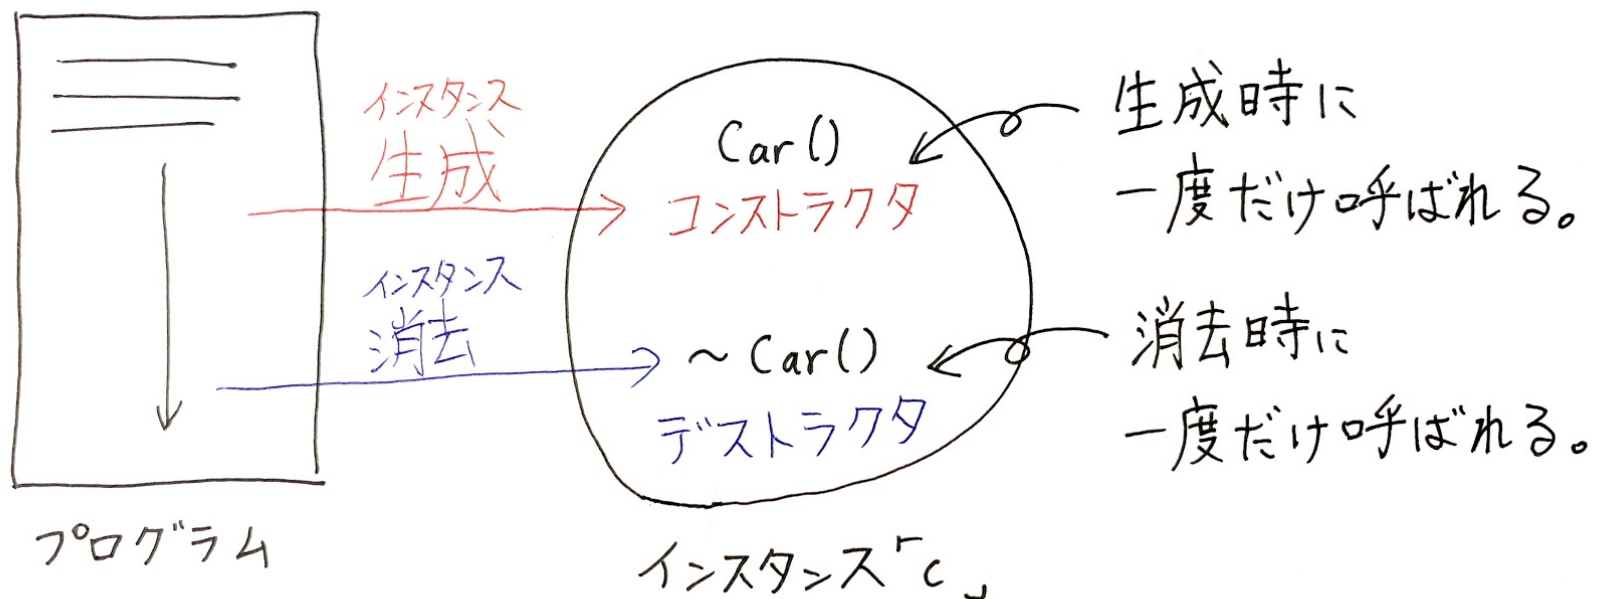 インスタンス
生成
Car()
コンストラクタ
生成時に
一度だけ呼ばれる。
インスタンス
消去
~Car()
デストラクタ
消去時に
一度だけ呼ばれる。
プログラム
インスタンス「c」